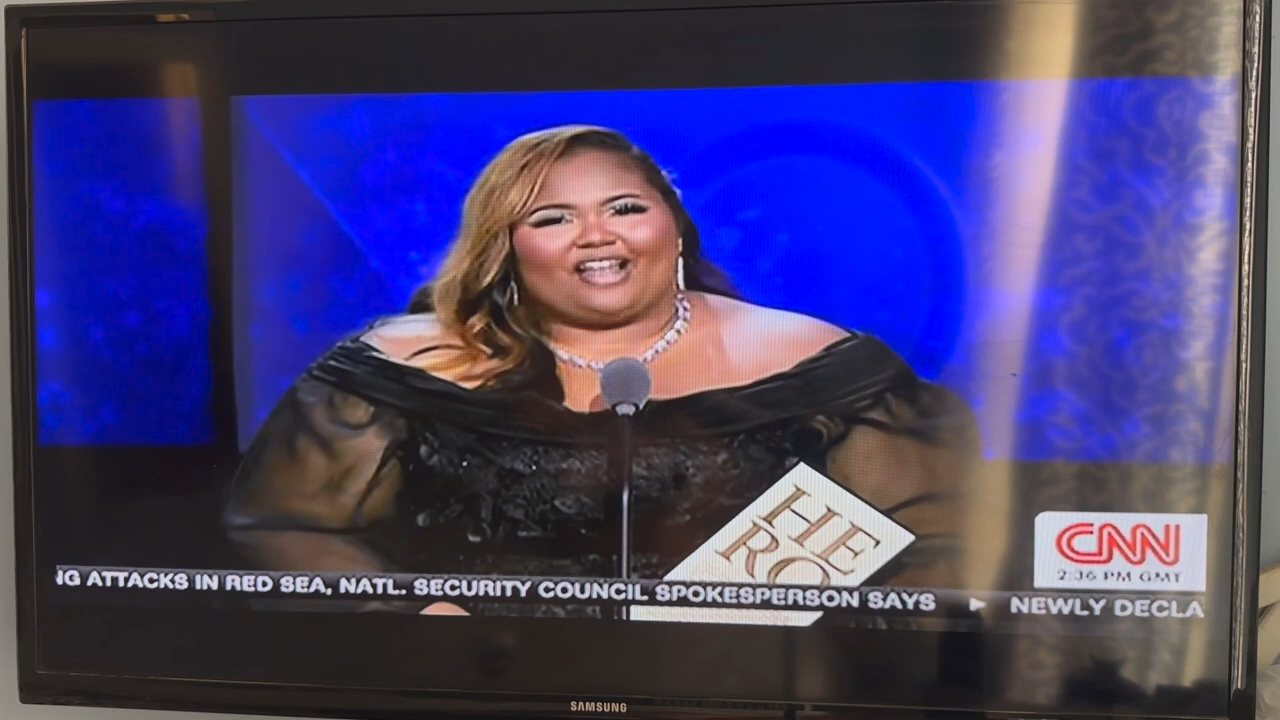 HE
RO
CNN
2:36 PM GMT
NG ATTACKS IN RED SEA, NATL. SECURITY COUNCIL SPOKESPERSON SAYS ► NEWLY DECLA
SAMSUNG